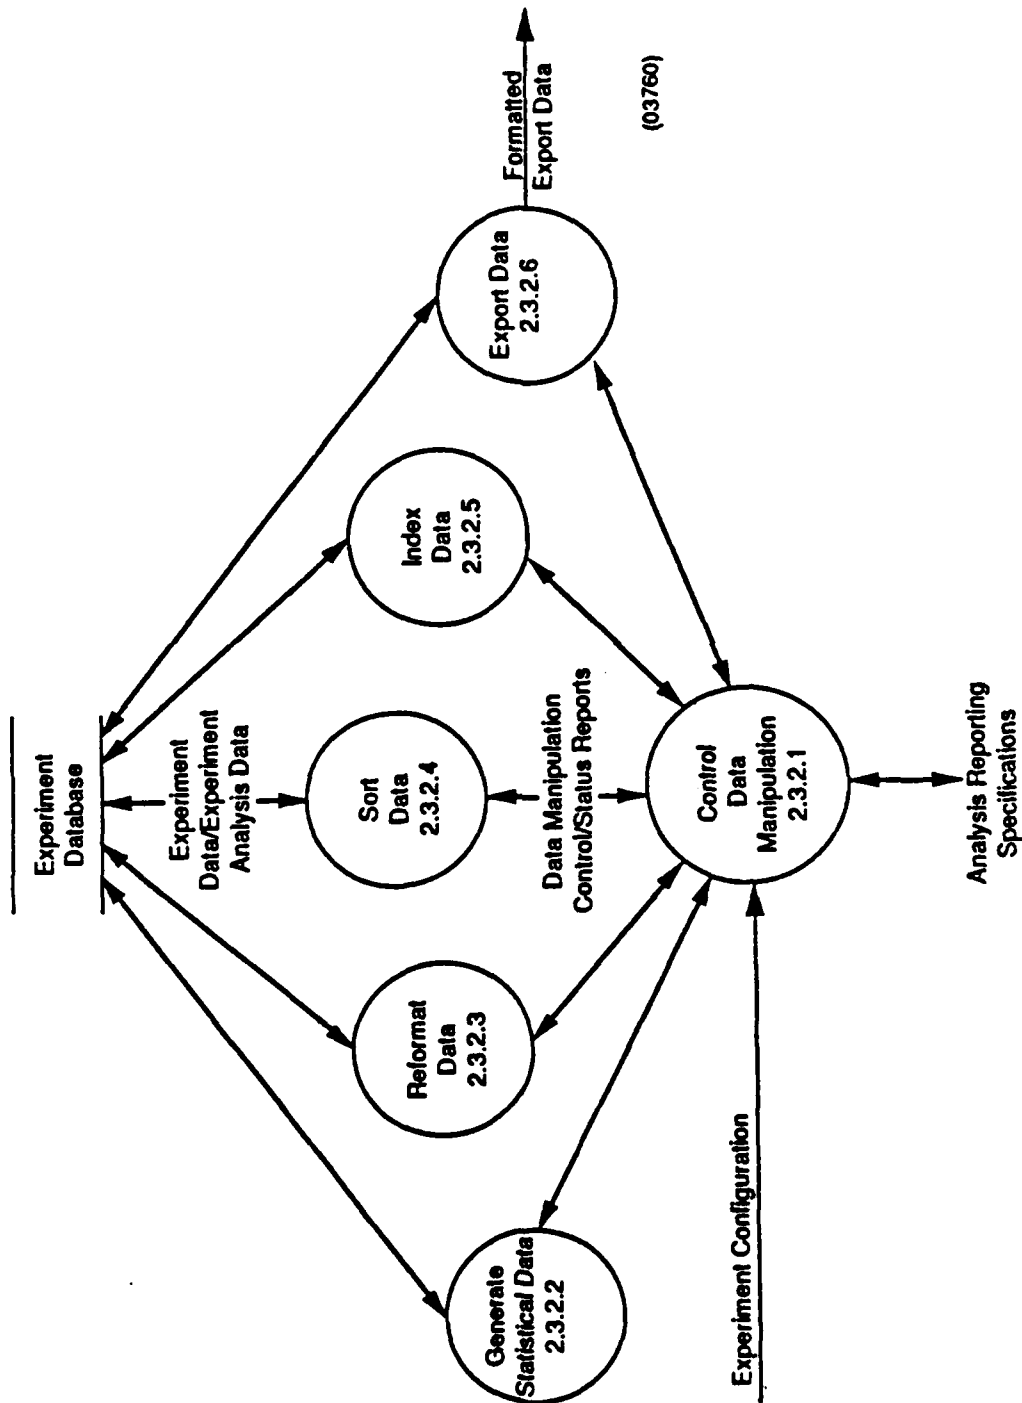 Experiment
Database
Experiment
Data/Experiment
Analysis Data
Generate
Statistical Data
2.3.2.2
Reformat
Data
2.3.2.3
Sort
Data
2.3.2.4
Index
Data
2.3.2.5
Export Data
2.3.2.6
Formatted
Export Data
Data Manipulation
Control/Status Reports
Experiment Configuration
Control
Data
Manipulation
2.3.2.1
Analysis Reporting
Specifications
(03760)